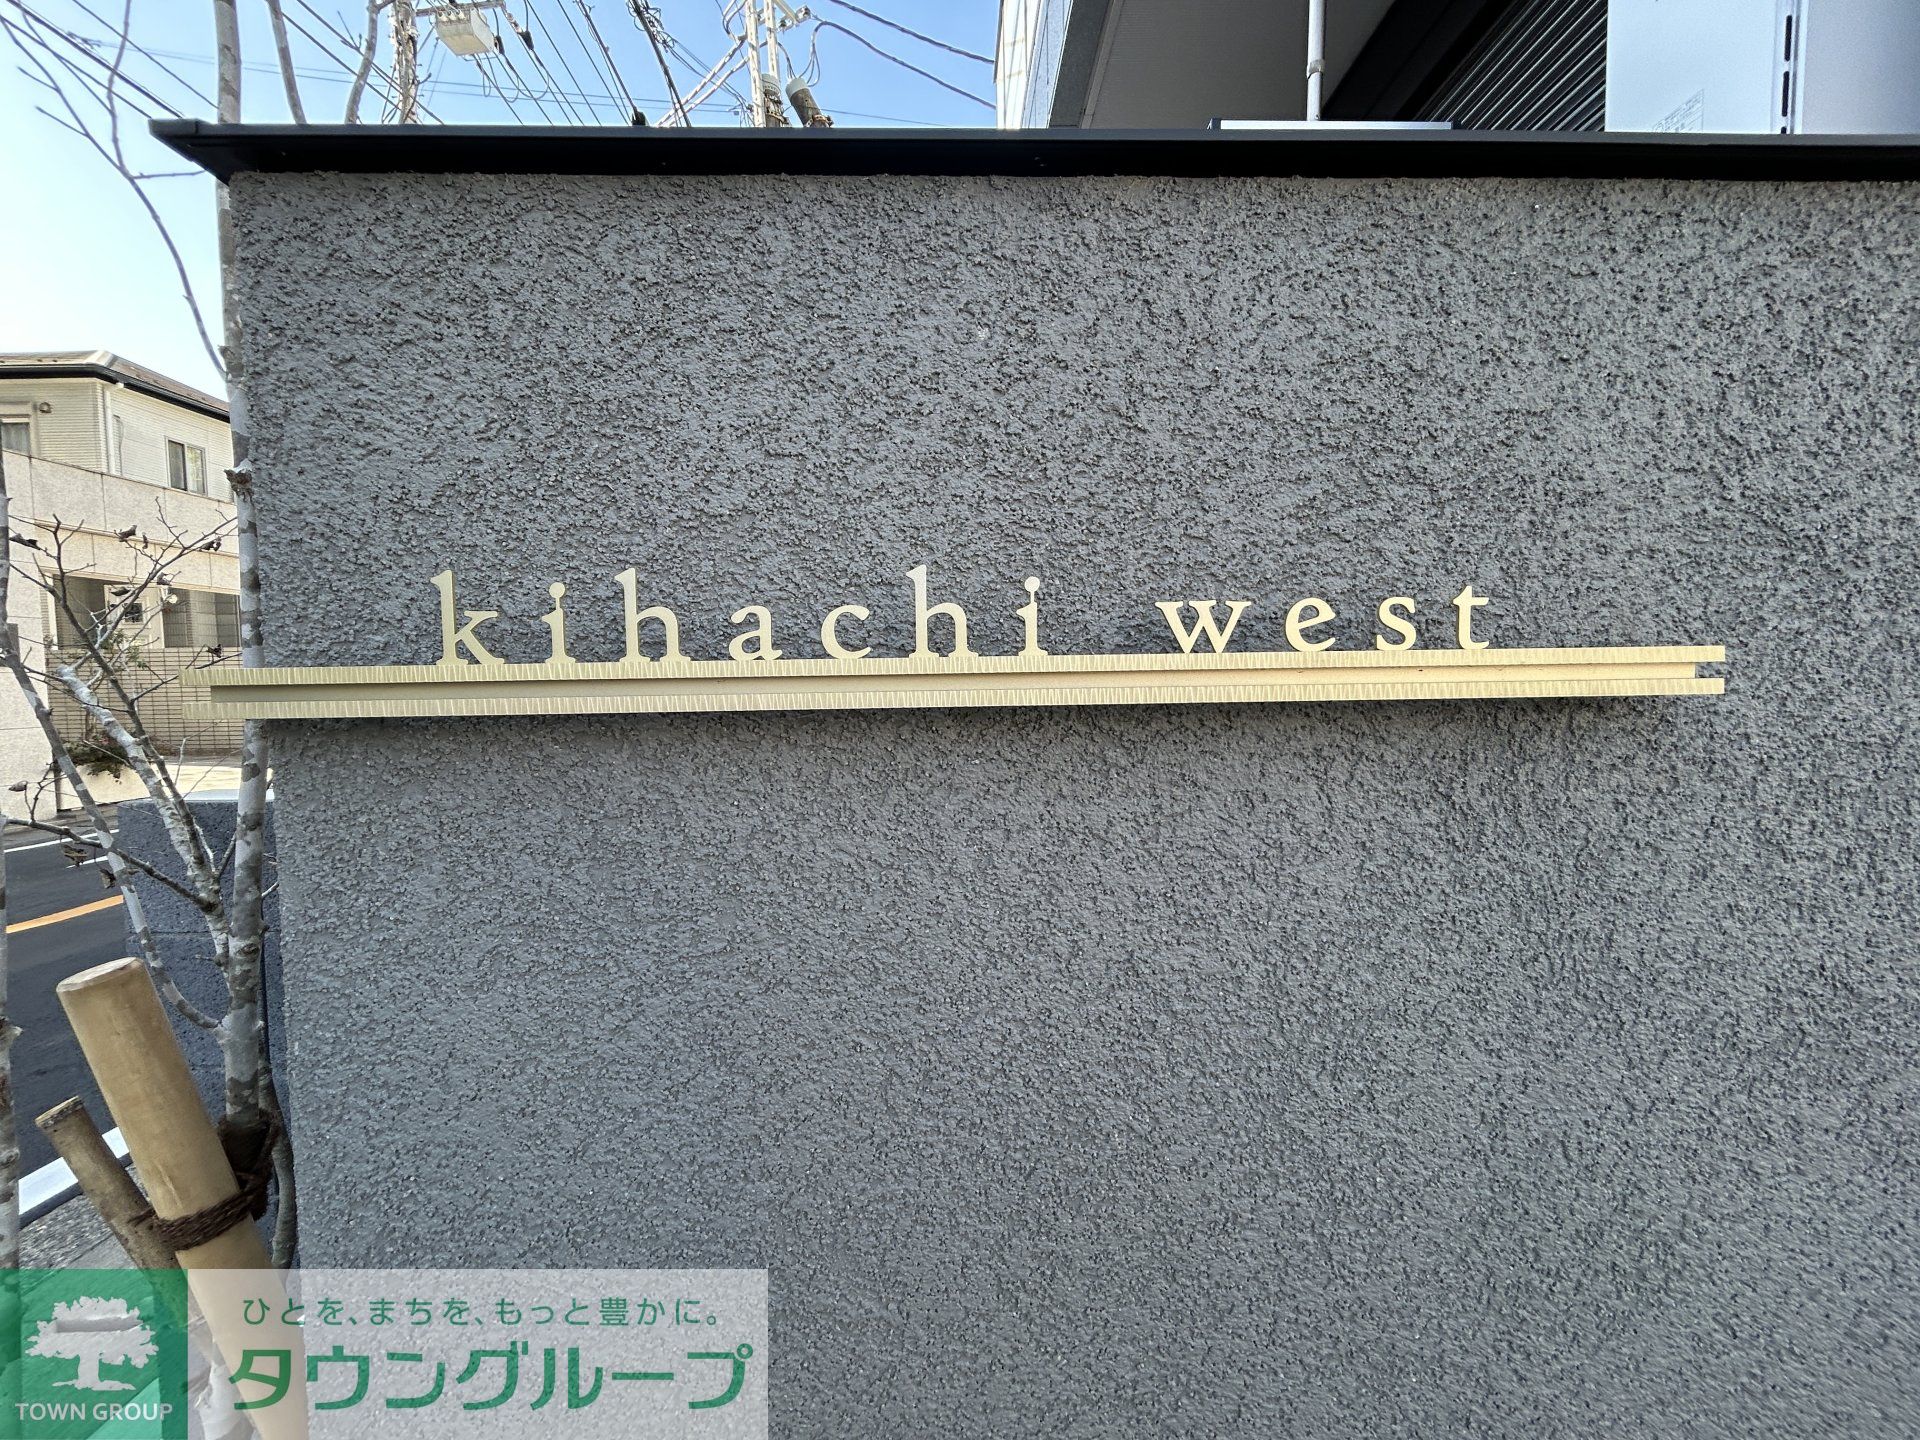 kihachi west
ひとを、まちを、もっと豊かに。
タウングループ
TOWN GROUP